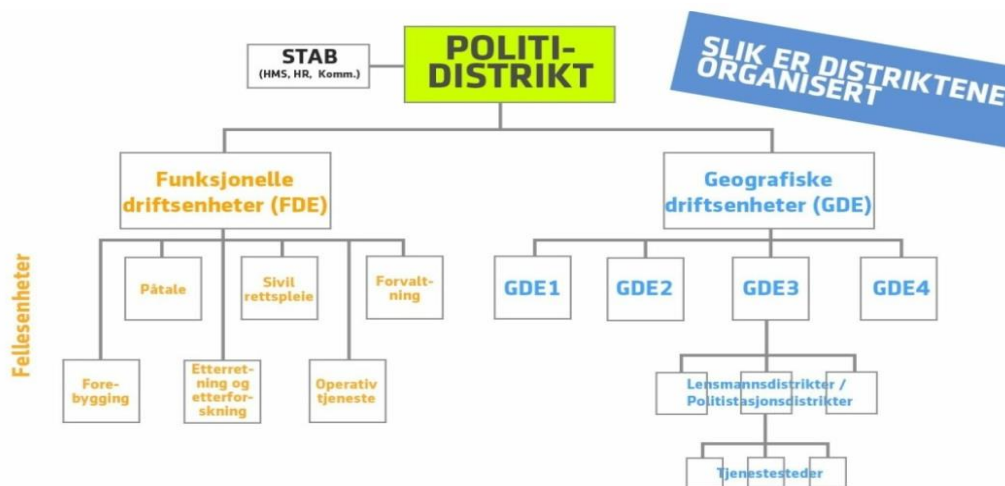 STAB
(HMS, HR, Komm.)
POLITI-
DISTRIKT
SLIK ER DISTRIKTENE
ORGANISERT
Funksjonelle
driftsenheter (FDE)
Geografiske
driftsenheter (GDE)
Fellesenheter
Påtale
Sivil
rettspleie
Forvalt-
ning
GDE1
GDE2
GDE3
GDE4
Fore-
bygging
Etterret-
ning og
etterfor-
skning
Operativ
tjeneste
Lensmannsdistrikter /
Politistasjonsdistrikter
Tjenestesteder